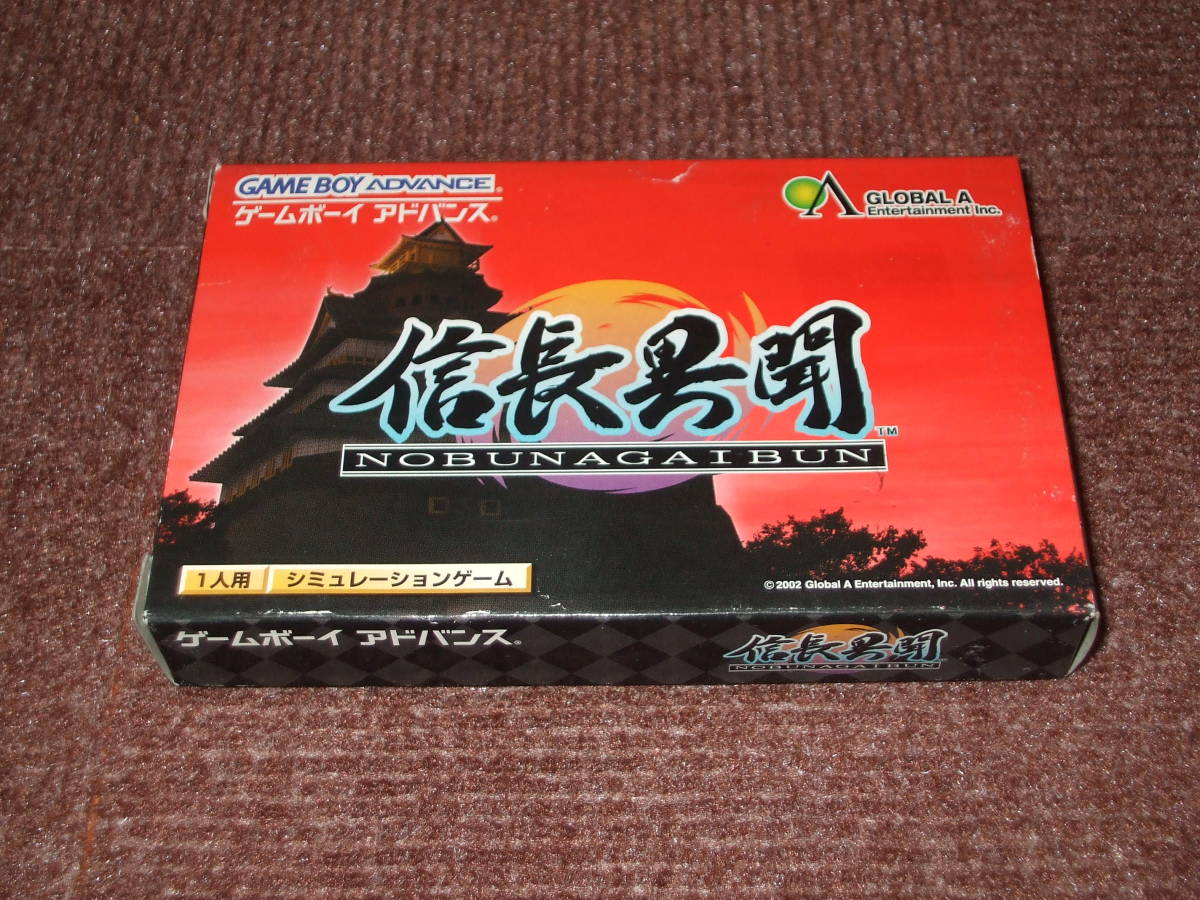 GAME BOY ADVANCE®
ゲームボーイ アドバンス®
GLOBAL A
Entertainment Inc.
信長異聞™
NOBUNAGAIBUN
1人用 シミュレーションゲーム
©2002 Global A Entertainment, Inc. All rights reserved.
ゲームボーイ アドバンス®
信長異聞
NOBUNAGAIBUN